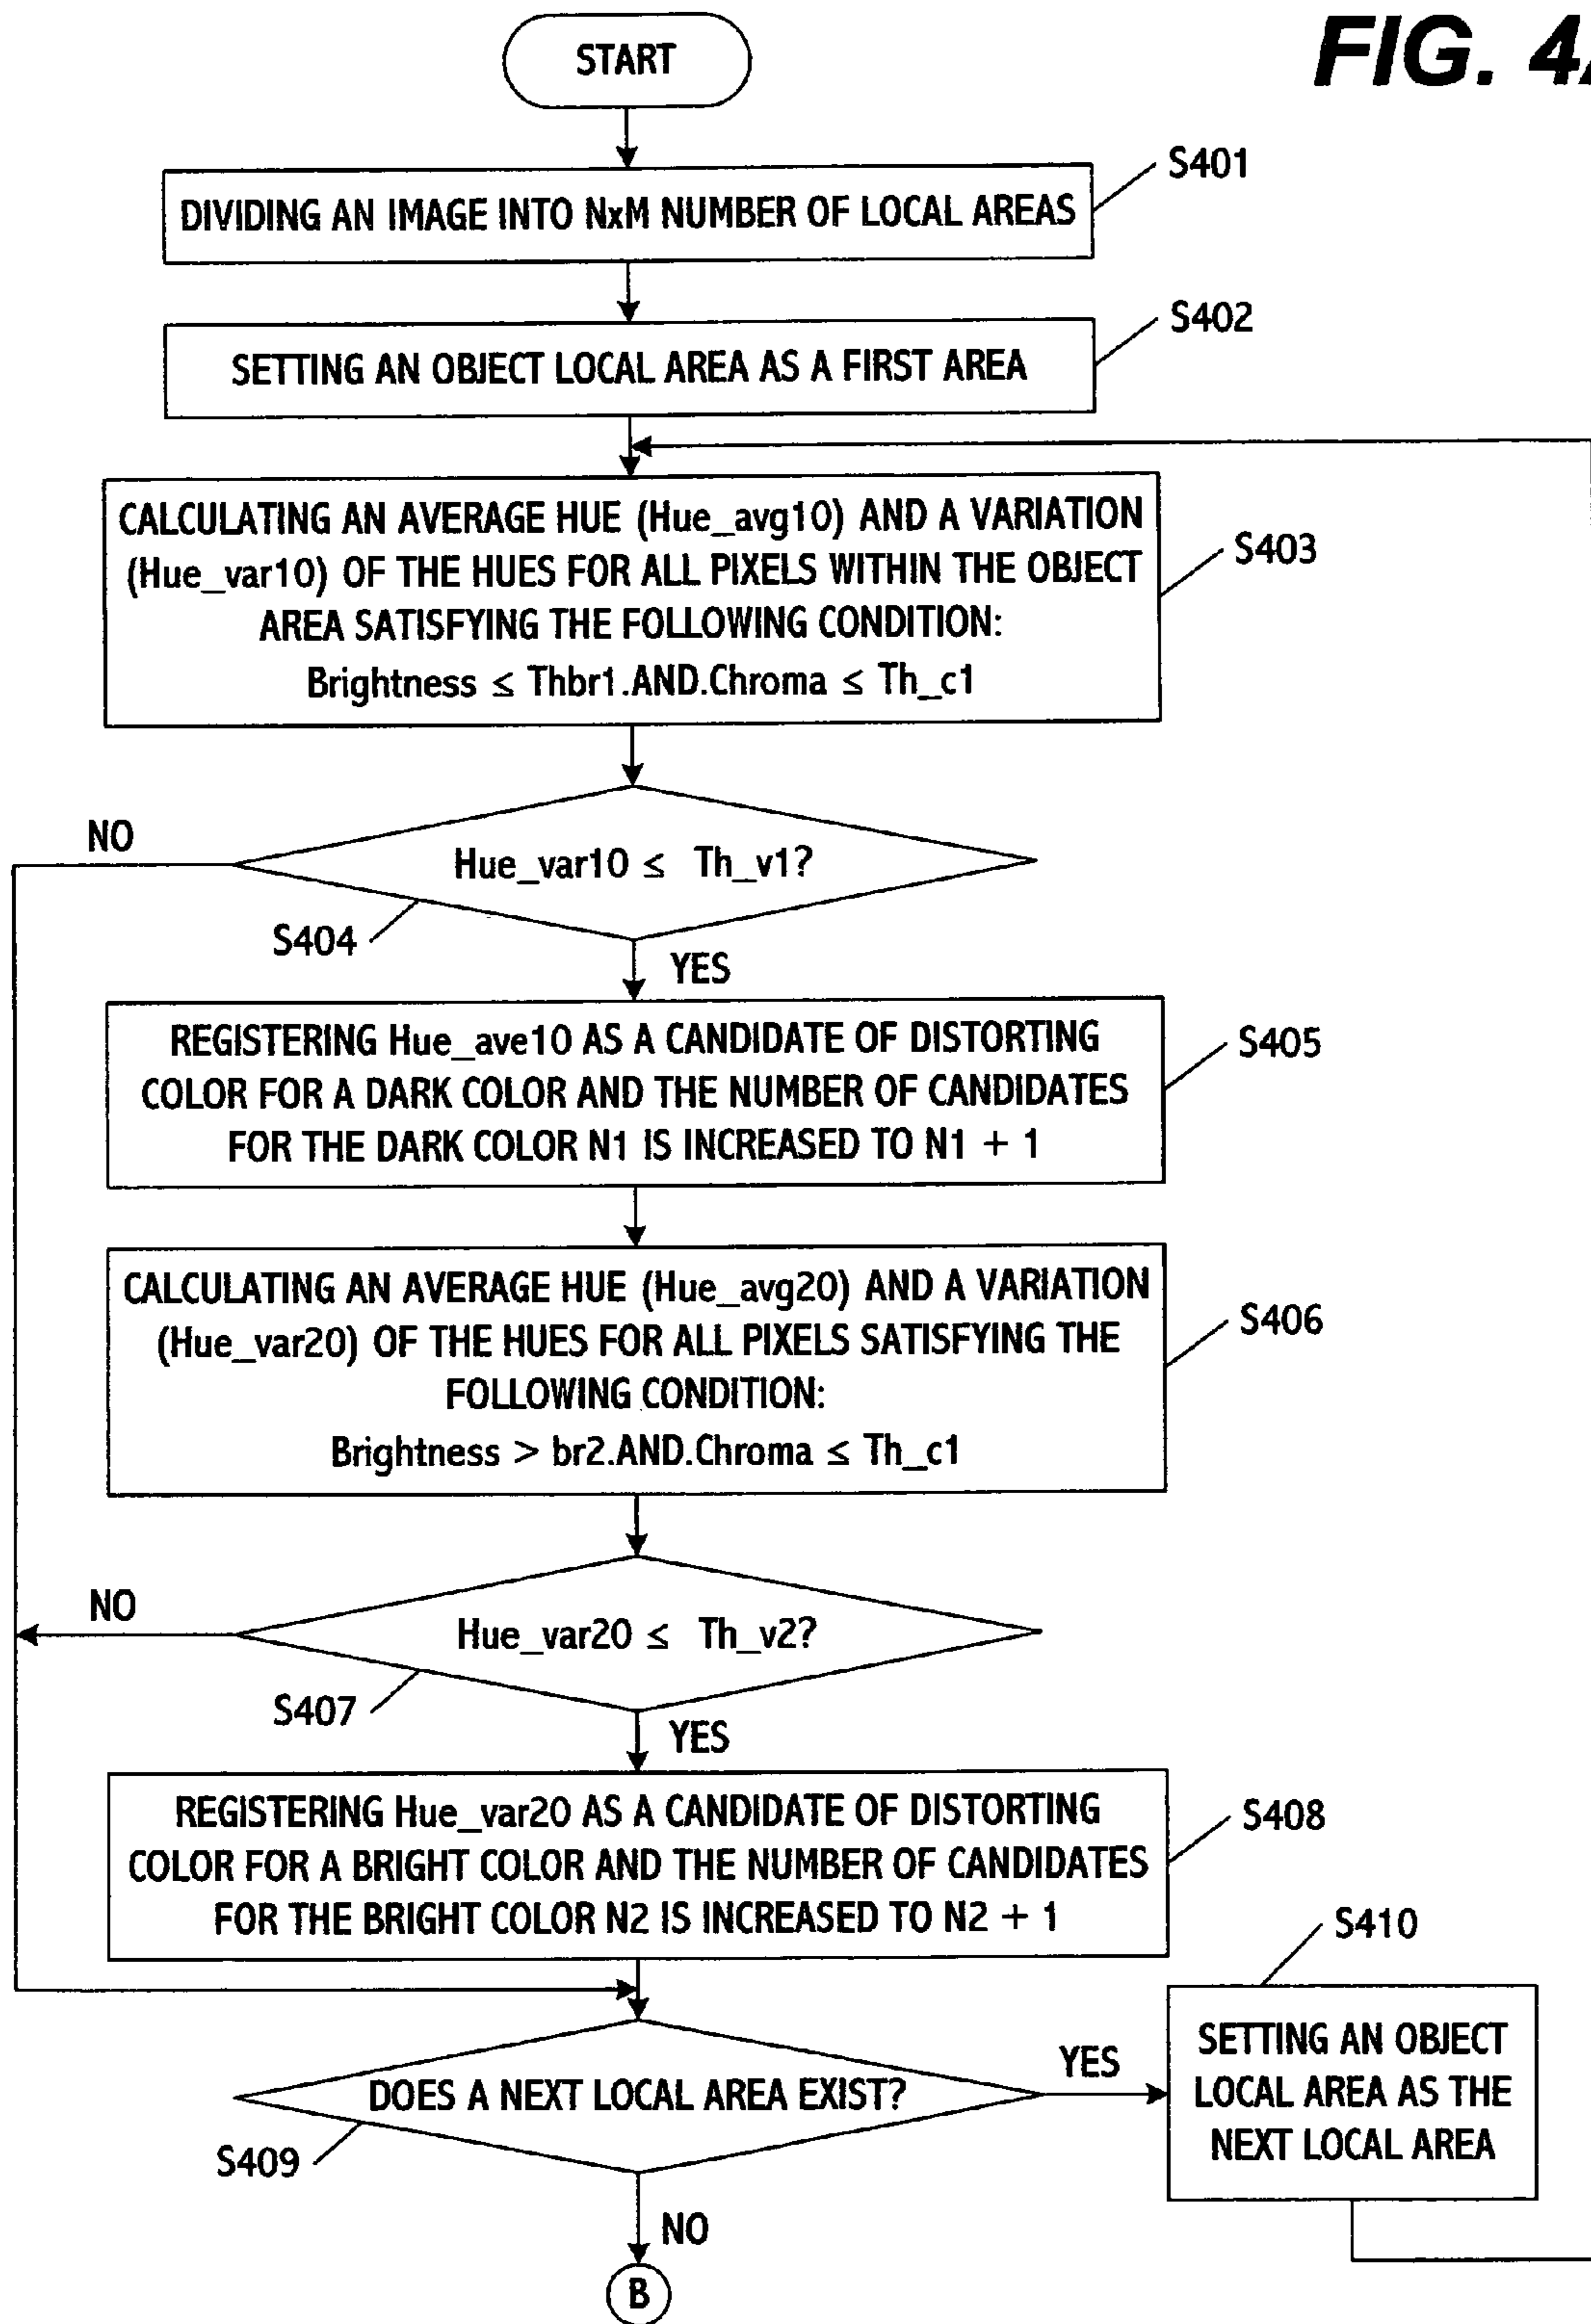 FIG. 4A
START
S401
DIVIDING AN IMAGE INTO NxM NUMBER OF LOCAL AREAS
S402
SETTING AN OBJECT LOCAL AREA AS A FIRST AREA
CALCULATING AN AVERAGE HUE (Hue_avg10) AND A VARIATION
(Hue_var10) OF THE HUES FOR ALL PIXELS WITHIN THE OBJECT
AREA SATISFYING THE FOLLOWING CONDITION:
Brightness ≤ Thbr1.AND.Chroma ≤ Th_c1
S403
NO
Hue_var10 ≤ Th_v1?
S404
YES
REGISTERING Hue_ave10 AS A CANDIDATE OF DISTORTING
COLOR FOR A DARK COLOR AND THE NUMBER OF CANDIDATES
FOR THE DARK COLOR N1 IS INCREASED TO N1 + 1
S405
CALCULATING AN AVERAGE HUE (Hue_avg20) AND A VARIATION
(Hue_var20) OF THE HUES FOR ALL PIXELS SATISFYING THE
FOLLOWING CONDITION:
Brightness > br2.AND.Chroma ≤ Th_c1
S406
NO
Hue_var20 ≤ Th_v2?
S407
YES
REGISTERING Hue_var20 AS A CANDIDATE OF DISTORTING
COLOR FOR A BRIGHT COLOR AND THE NUMBER OF CANDIDATES
FOR THE BRIGHT COLOR N2 IS INCREASED TO N2 + 1
S408
S410
DOES A NEXT LOCAL AREA EXIST?
YES
SETTING AN OBJECT
LOCAL AREA AS THE
NEXT LOCAL AREA
S409
NO
B